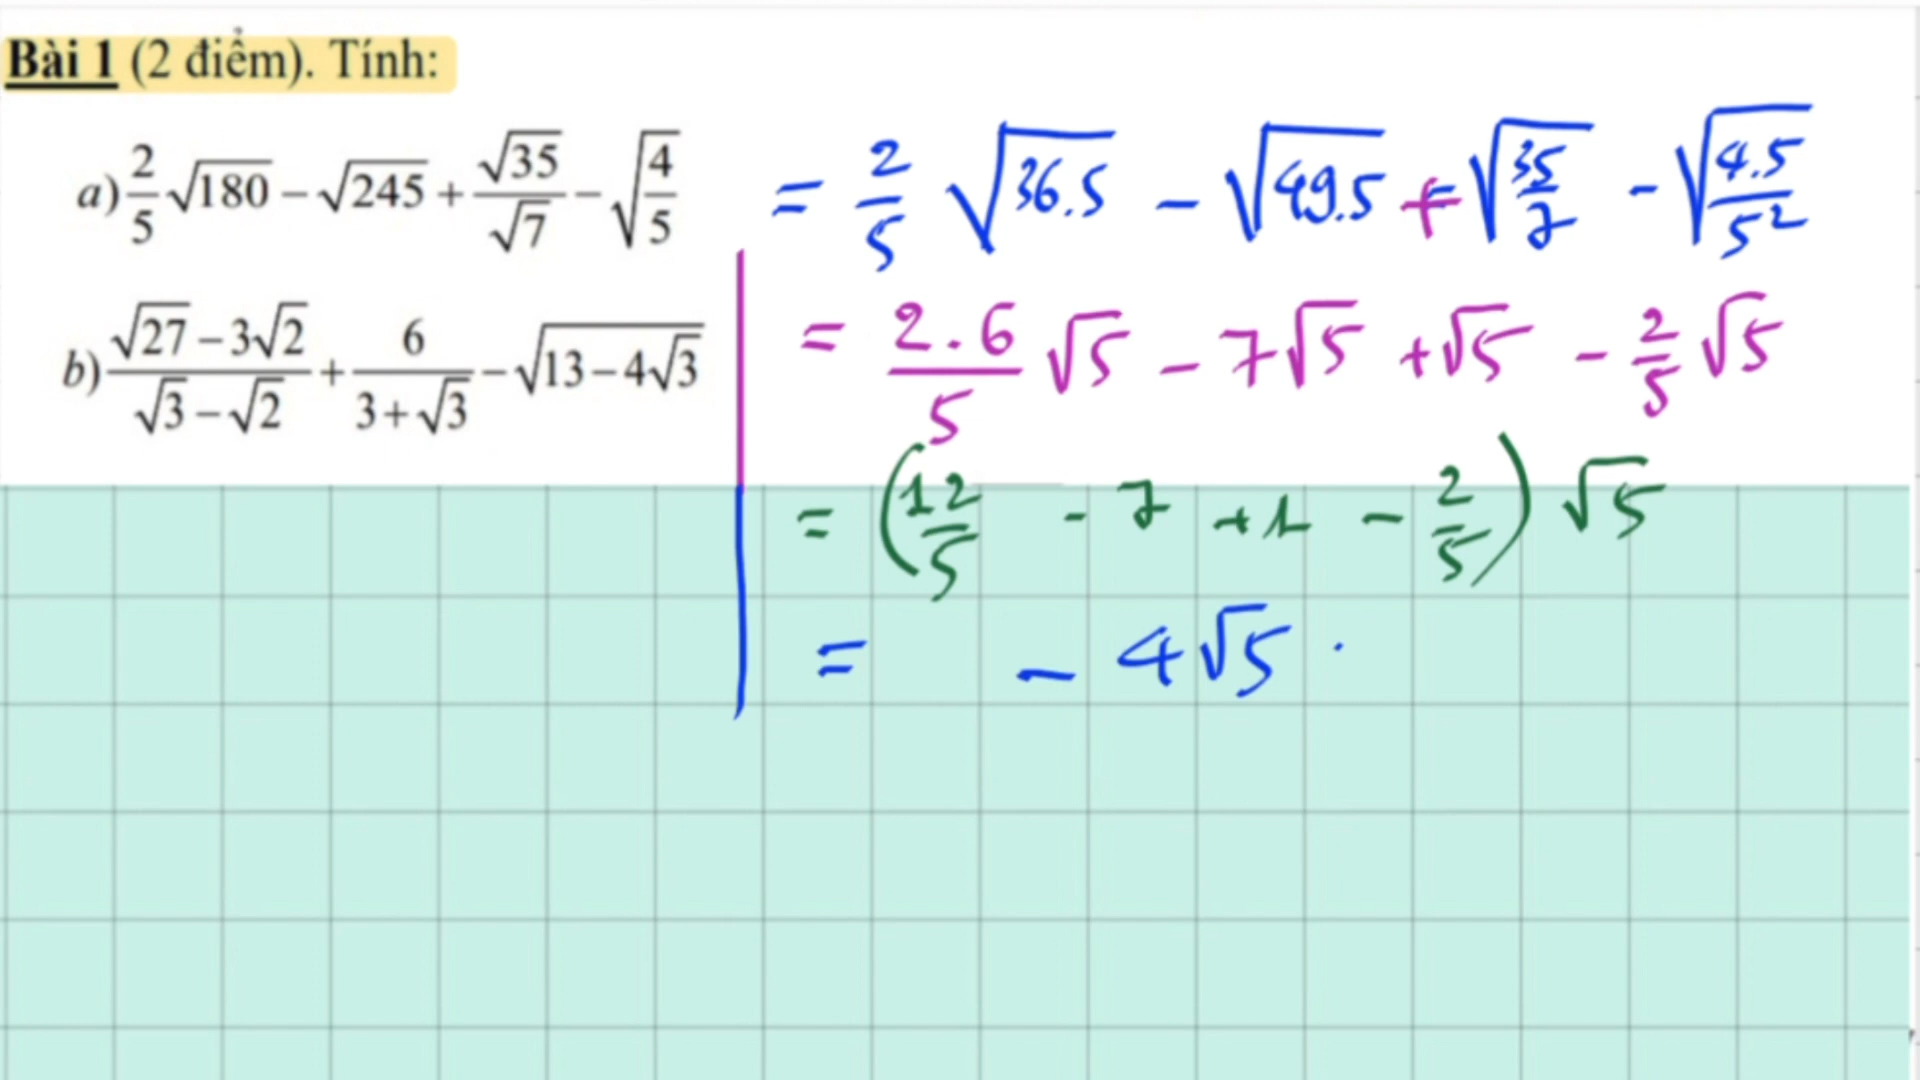 Bài 1 (2 điểm). Tính:
a) 2/5 √180 − √245 + √35/√7 − √(4/5)
= 2/5 √(36.5) − √(49.5) + √(35/7) − √(4.5/5²)
b) (√27 − 3√2)/(√3 − √2) + 6/(3 + √3) − √(13 − 4√3)
= 2.6/5 √5 − 7√5 + √5 − 2/5 √5
= (12/5 − 7 + 1 − 2/5) √5
= − 4√5 .